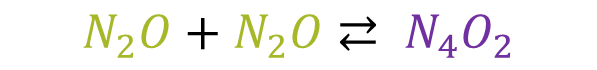 N₂O + N₂O ⇄ N₄O₂